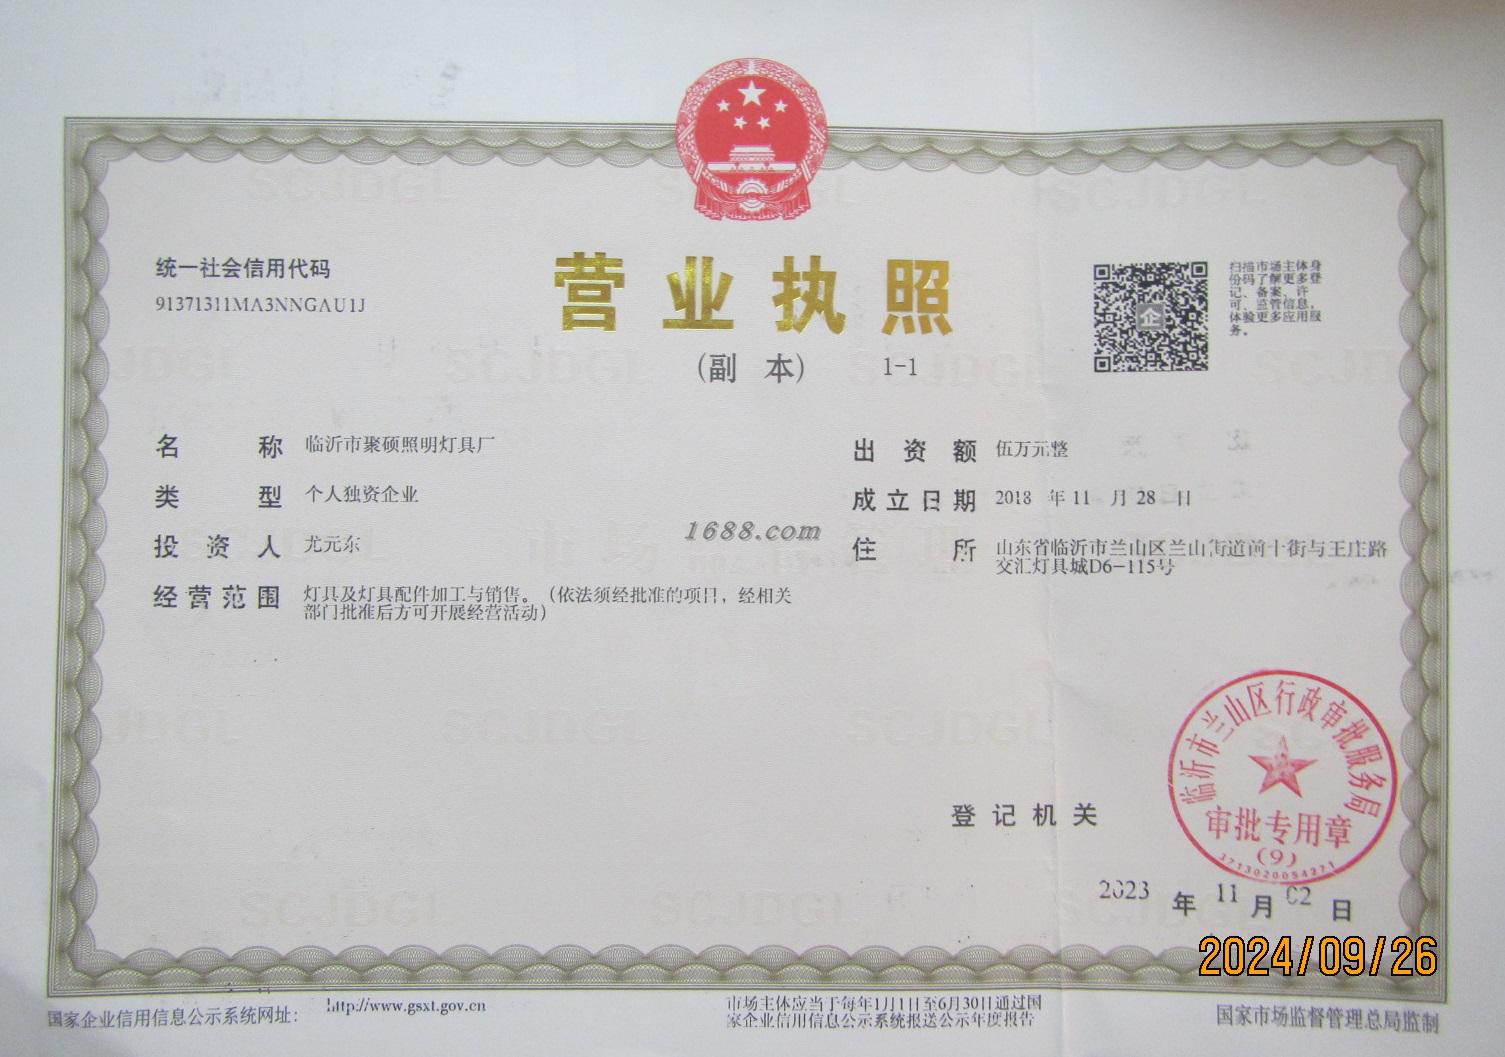 统一社会信用代码
91371311MA3NNGAU1J
营业执照
(副 本) 1-1
扫描市场主体身
份码了解更多登
记、备案、许
可、监管信息,
体验更多应用服
务。
名 称 临沂市聚硕照明灯具厂
类 型 个人独资企业
投资人 尤元东
经营范围 灯具及灯具配件加工与销售。(依法须经批准的项目,经相关
部门批准后方可开展经营活动)
出资额 伍万元整
成立日期 2018 年 11 月 28 日
住 所 山东省临沂市兰山区兰山街道前十街与王庄路
交汇灯具城D6-115号
1688.com
登记机关
临沂市兰山区行政审批服务局
审批专用章
(9)
3713020054271
2023 年 11 月 02 日
2024/09/26
国家企业信用信息公示系统网址: http://www.gsxt.gov.cn
市场主体应当于每年1月1日至6月30日通过国
家企业信用信息公示系统报送公示年度报告
国家市场监督管理总局监制